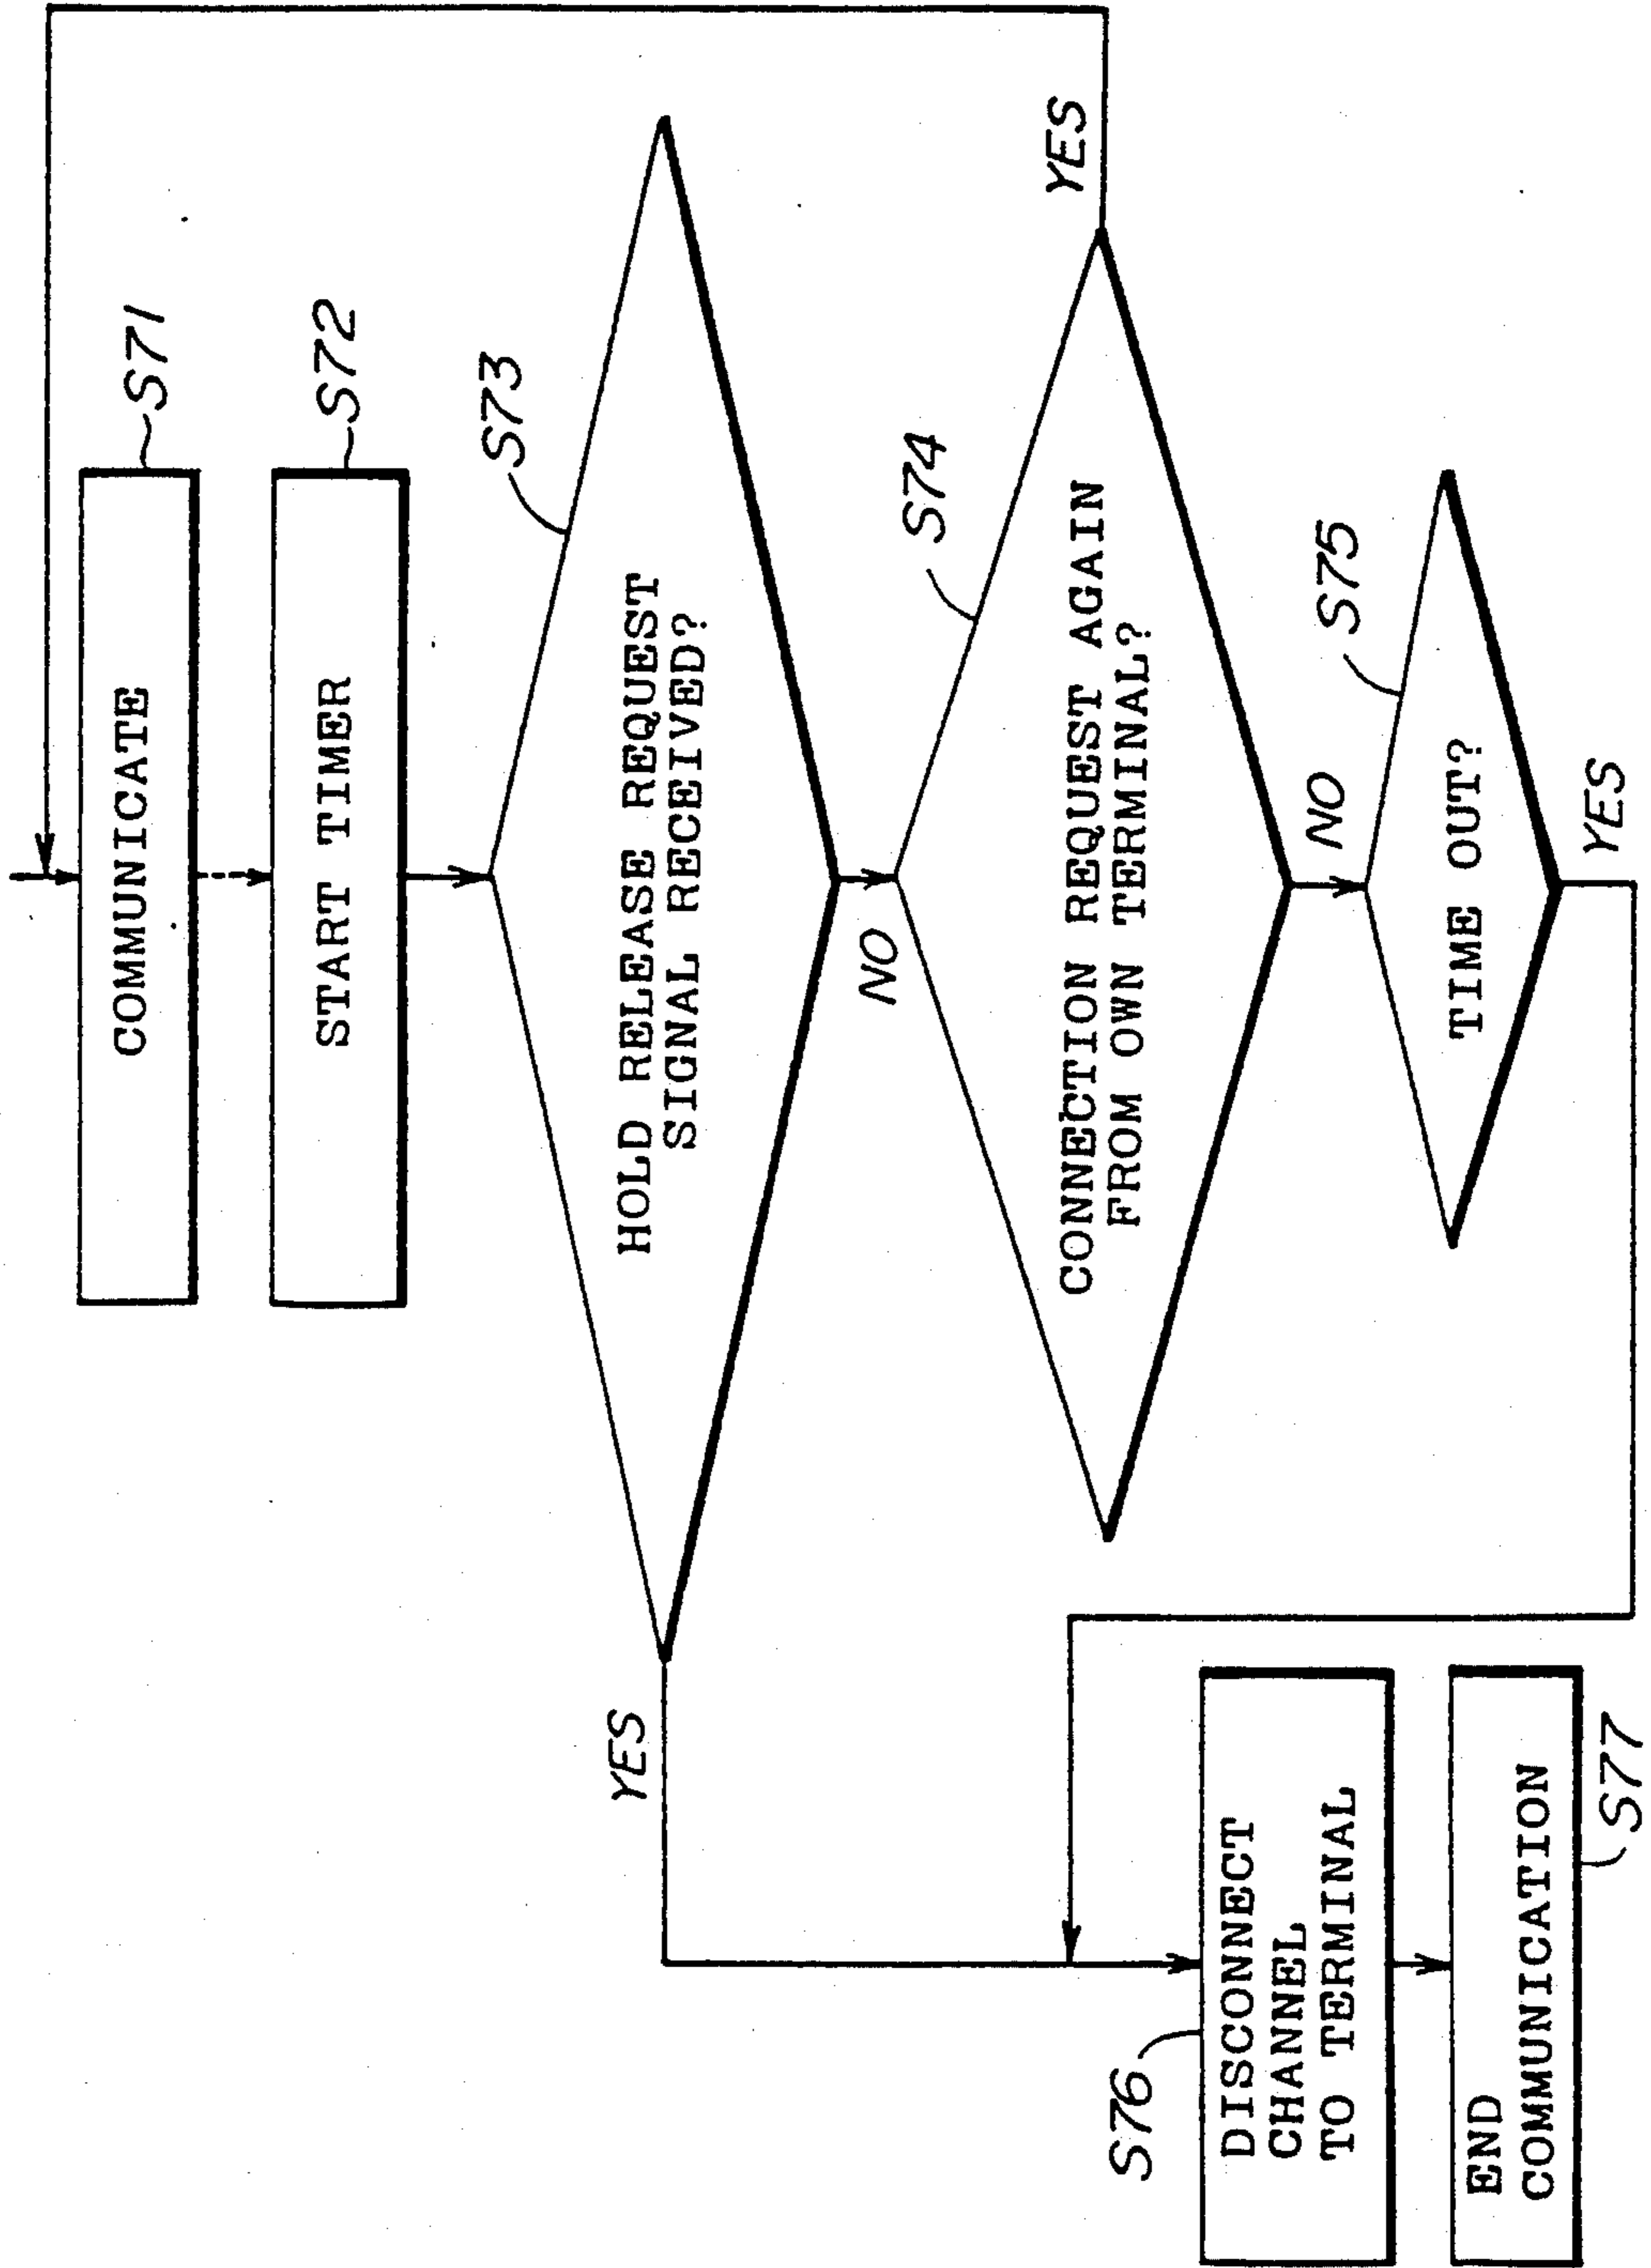 COMMUNICATE
S71
START TIMER
S72
S73
HOLD RELEASE REQUEST
SIGNAL RECEIVED?
YES
NO
S74
CONNECTION REQUEST AGAIN
FROM OWN TERMINAL?
YES
NO
S75
TIME OUT?
YES
S76
DISCONNECT
CHANNEL
TO TERMINAL
END
COMMUNICATION
S77